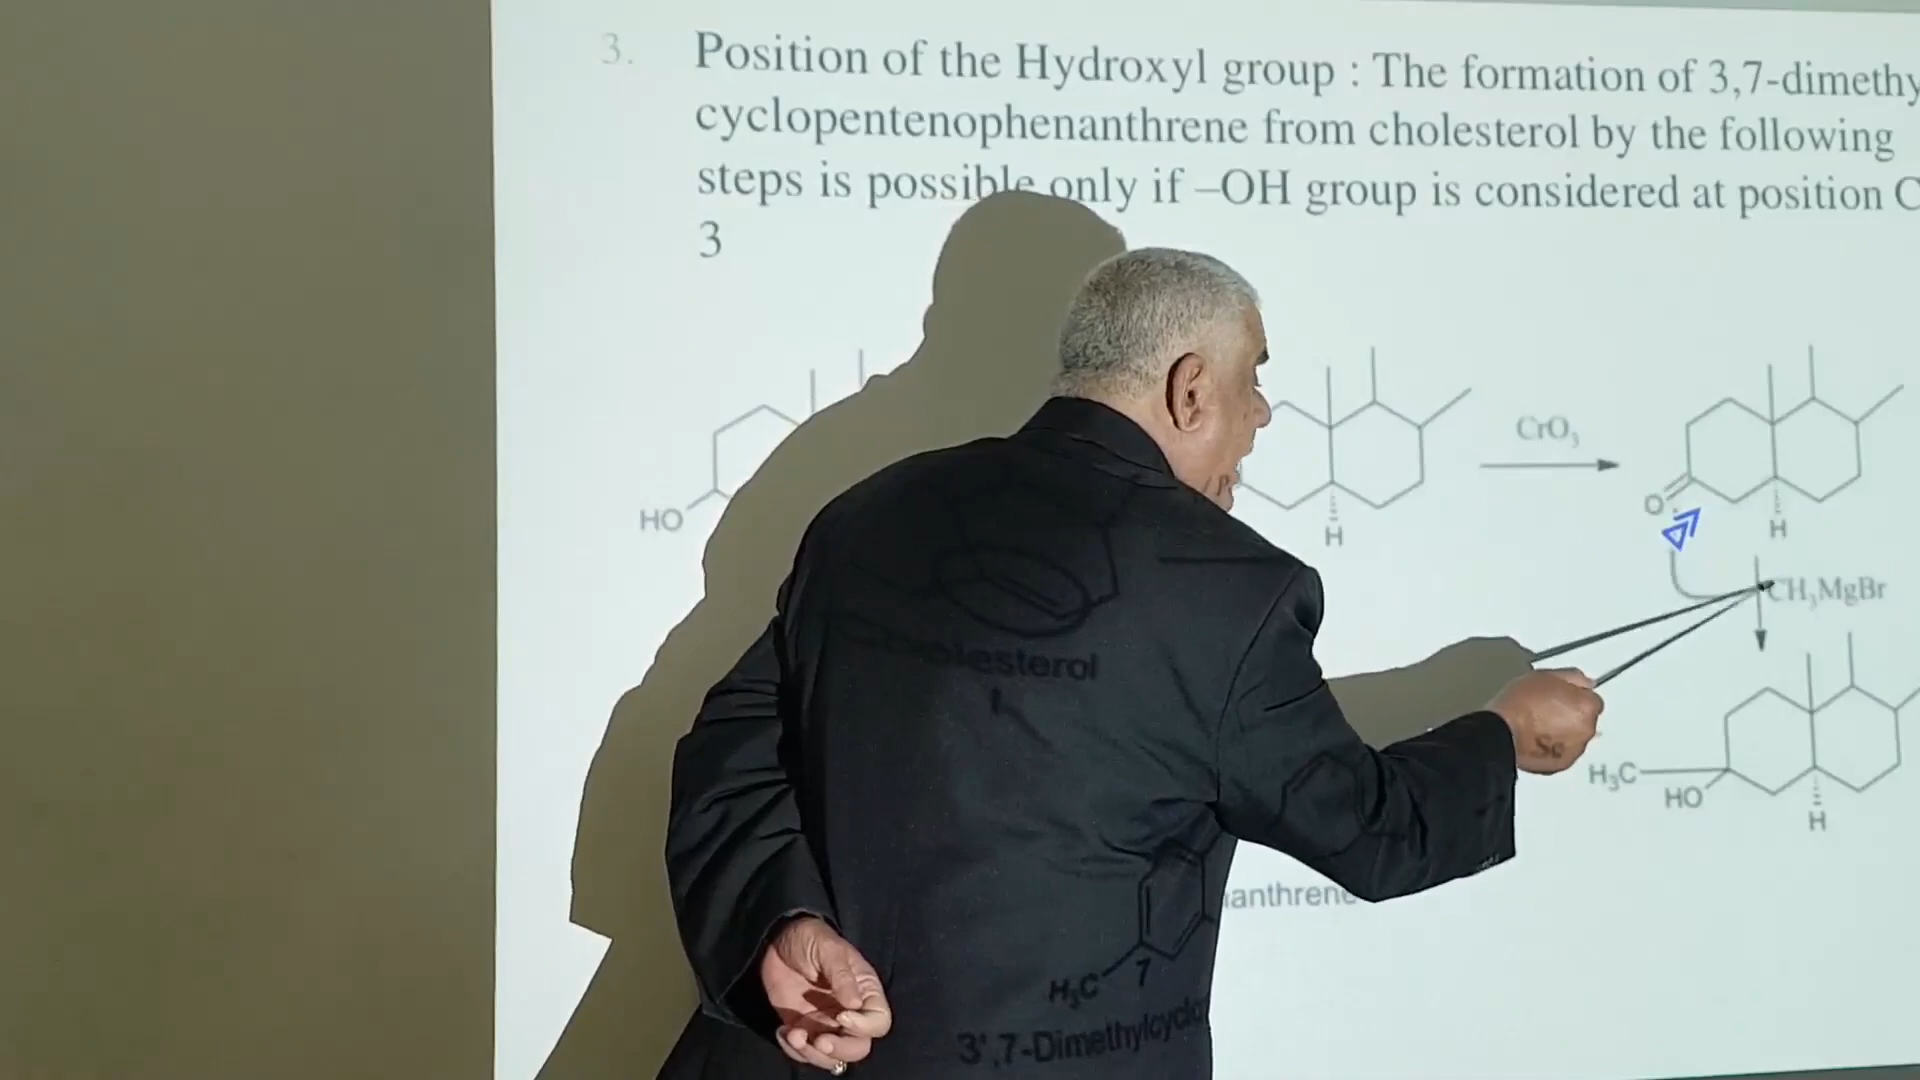 3. Position of the Hydroxyl group : The formation of 3,7-dimethy
cyclopentenophenanthrene from cholesterol by the following
steps is possible only if –OH group is considered at position C
3
CrO₃
HO
O
H
H
CH₃MgBr
olesterol
Se
H₃C
HO
H
anthrene
H₃C 7
3',7-Dimethylcyclo